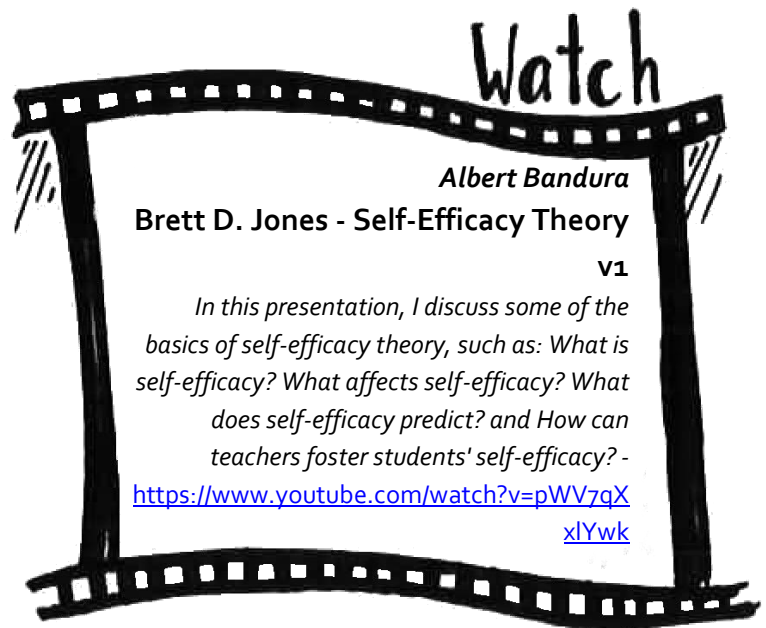 Watch
Albert Bandura
Brett D. Jones - Self-Efficacy Theory
v1
In this presentation, I discuss some of the
basics of self-efficacy theory, such as: What is
self-efficacy? What affects self-efficacy? What
does self-efficacy predict? and How can
teachers foster students' self-efficacy? -
https://www.youtube.com/watch?v=pWV7qX
xlYwk